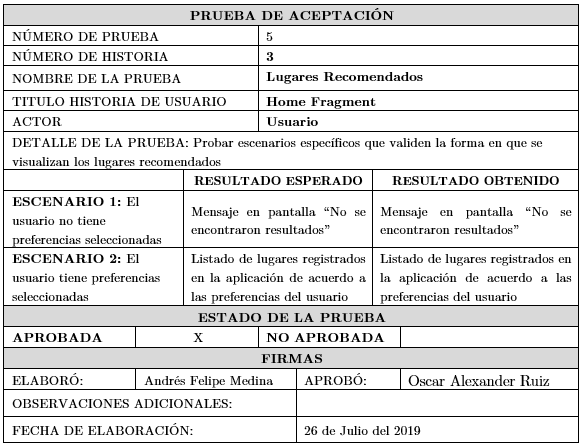 PRUEBA DE ACEPTACIÓN
NÚMERO DE PRUEBA 5
NÚMERO DE HISTORIA 3
NOMBRE DE LA PRUEBA Lugares Recomendados
TITULO HISTORIA DE USUARIO Home Fragment
ACTOR Usuario
DETALLE DE LA PRUEBA: Probar escenarios específicos que validen la forma en que se
visualizan los lugares recomendados
RESULTADO ESPERADO RESULTADO OBTENIDO
ESCENARIO 1: El
usuario no tiene
preferencias seleccionadas
Mensaje en pantalla “No se
encontraron resultados”
Mensaje en pantalla “No se
encontraron resultados”
ESCENARIO 2: El
usuario tiene preferencias
seleccionadas
Listado de lugares registrados
en la aplicación de acuerdo a
las preferencias del usuario
Listado de lugares registrados en
la aplicación de acuerdo a las
preferencias del usuario
ESTADO DE LA PRUEBA
APROBADA X NO APROBADA
FIRMAS
ELABORÓ: Andrés Felipe Medina APROBÓ: Oscar Alexander Ruiz
OBSERVACIONES ADICIONALES:
FECHA DE ELABORACIÓN: 26 de Julio del 2019